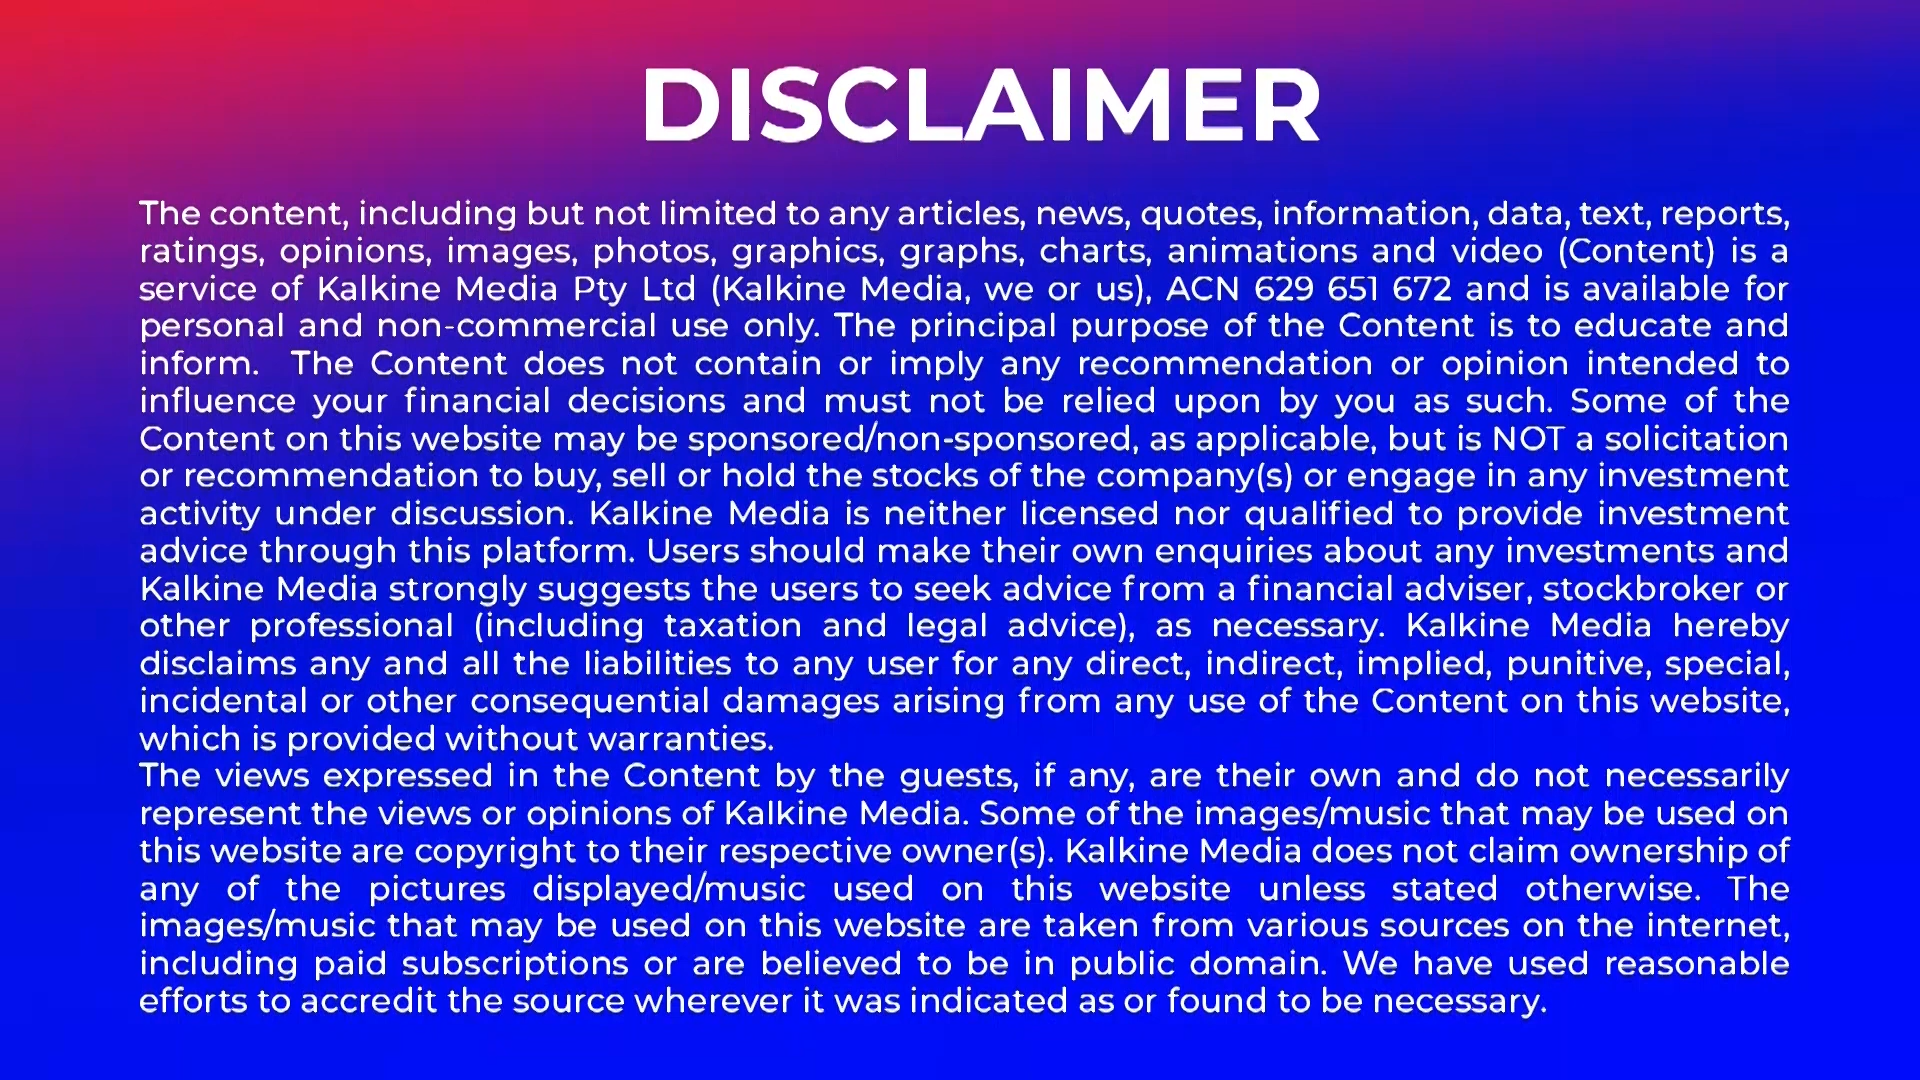 DISCLAIMER
The content, including but not limited to any articles, news, quotes, information, data, text, reports,
ratings, opinions, images, photos, graphics, graphs, charts, animations and video (Content) is a
service of Kalkine Media Pty Ltd (Kalkine Media, we or us), ACN 629 651 672 and is available for
personal and non-commercial use only. The principal purpose of the Content is to educate and
inform.  The Content does not contain or imply any recommendation or opinion intended to
influence your financial decisions and must not be relied upon by you as such. Some of the
Content on this website may be sponsored/non-sponsored, as applicable, but is NOT a solicitation
or recommendation to buy, sell or hold the stocks of the company(s) or engage in any investment
activity under discussion. Kalkine Media is neither licensed nor qualified to provide investment
advice through this platform. Users should make their own enquiries about any investments and
Kalkine Media strongly suggests the users to seek advice from a financial adviser, stockbroker or
other professional (including taxation and legal advice), as necessary. Kalkine Media hereby
disclaims any and all the liabilities to any user for any direct, indirect, implied, punitive, special,
incidental or other consequential damages arising from any use of the Content on this website,
which is provided without warranties.
The views expressed in the Content by the guests, if any, are their own and do not necessarily
represent the views or opinions of Kalkine Media. Some of the images/music that may be used on
this website are copyright to their respective owner(s). Kalkine Media does not claim ownership of
any of the pictures displayed/music used on this website unless stated otherwise. The
images/music that may be used on this website are taken from various sources on the internet,
including paid subscriptions or are believed to be in public domain. We have used reasonable
efforts to accredit the source wherever it was indicated as or found to be necessary.